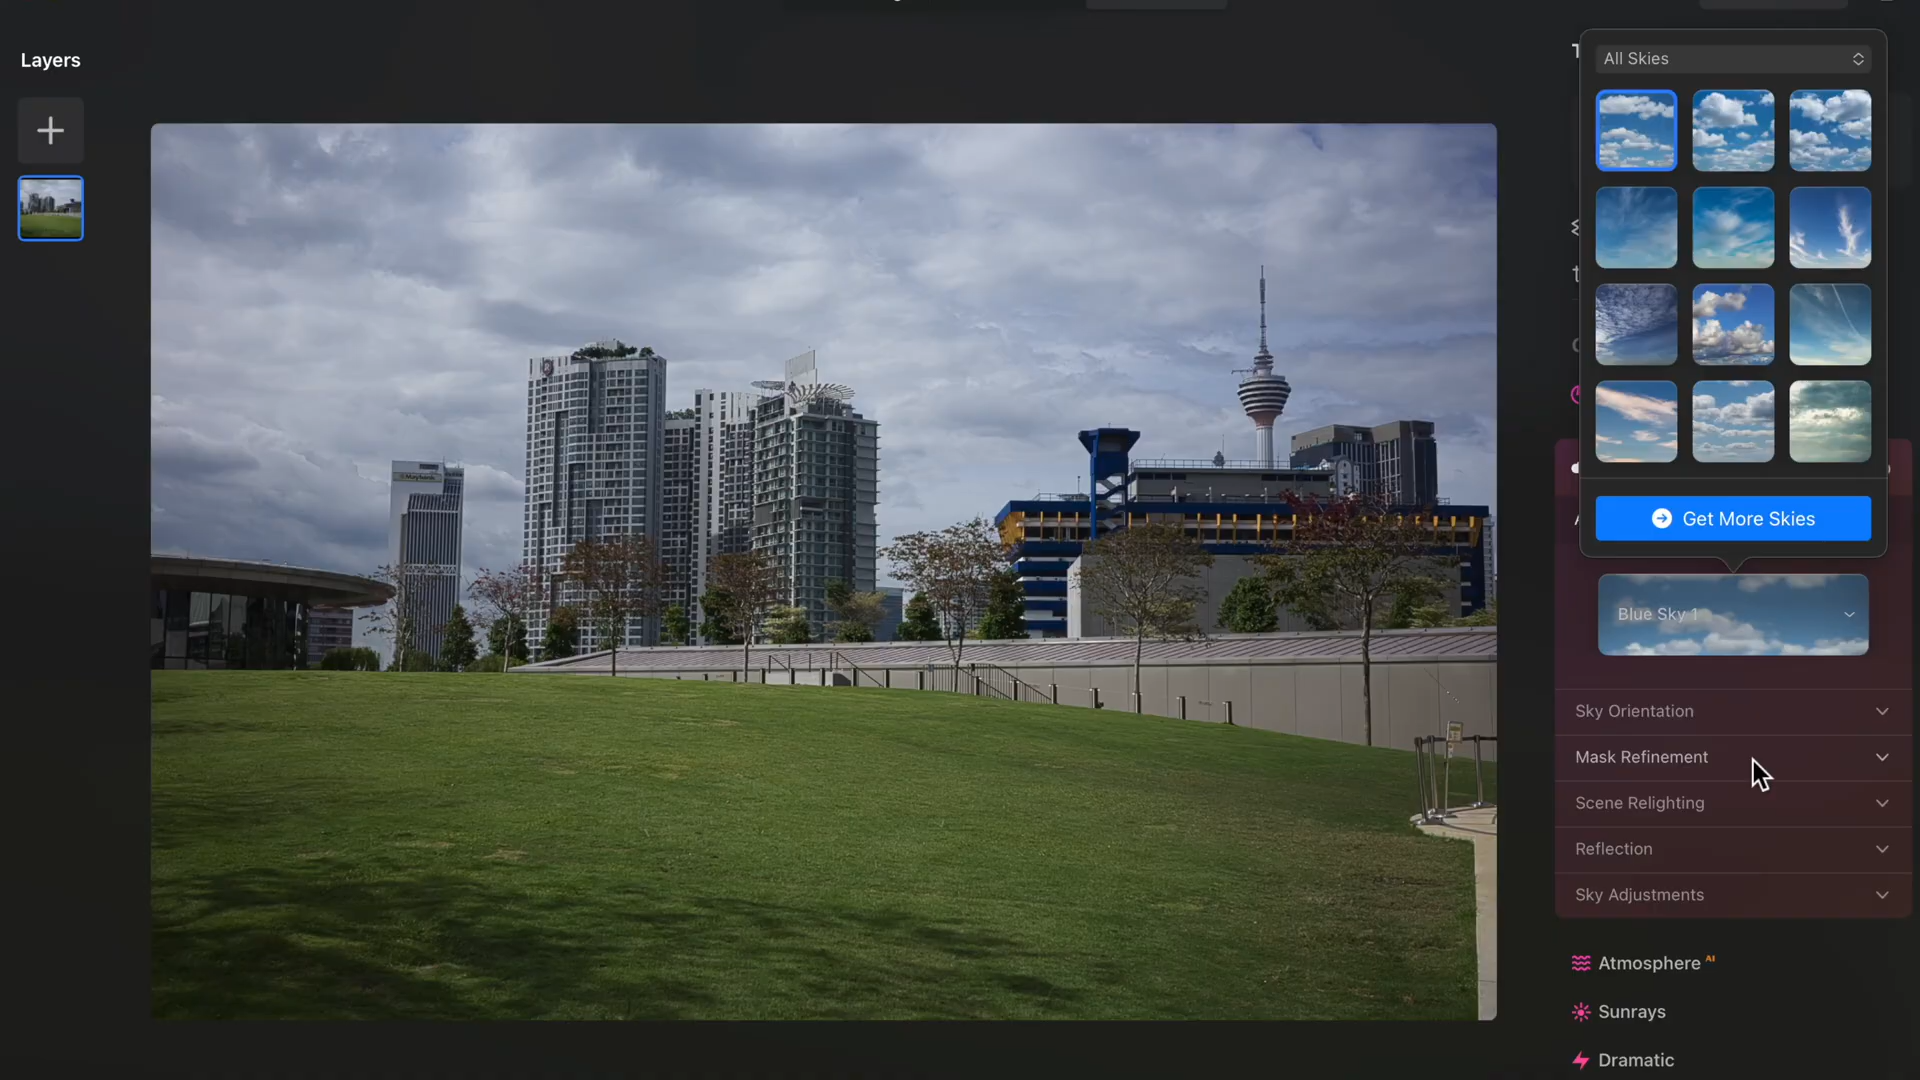 Layers
All Skies
Get More Skies
Blue Sky 1
Sky Orientation
Mask Refinement
Scene Relighting
Reflection
Sky Adjustments
Atmosphere AI
Sunrays
Dramatic
Maybank